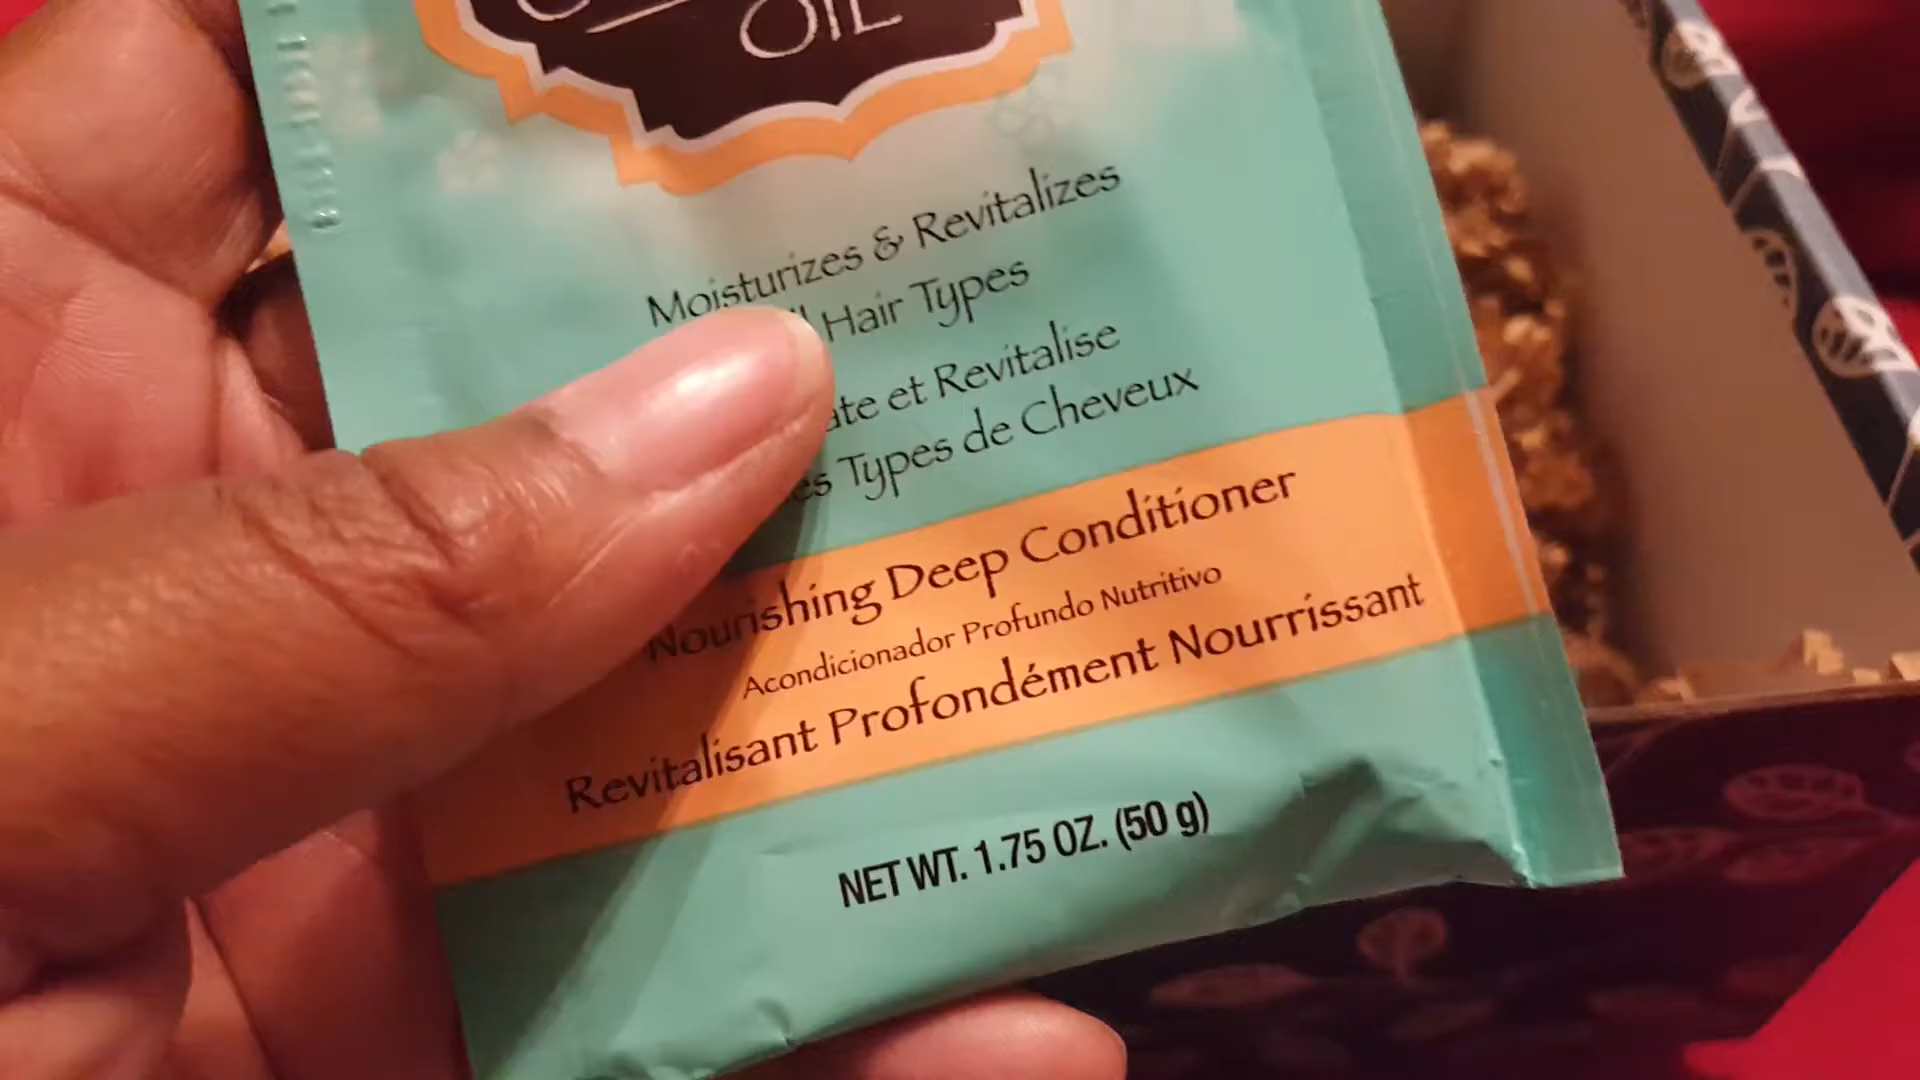 OIL
Moisturizes & Revitalizes
Hair Types
et Revitalise
Types de Cheveux
Nourishing Deep Conditioner
Acondicionador Profundo Nutritivo
Revitalisant Profondément Nourrissant
NET WT. 1.75 OZ. (50 g)